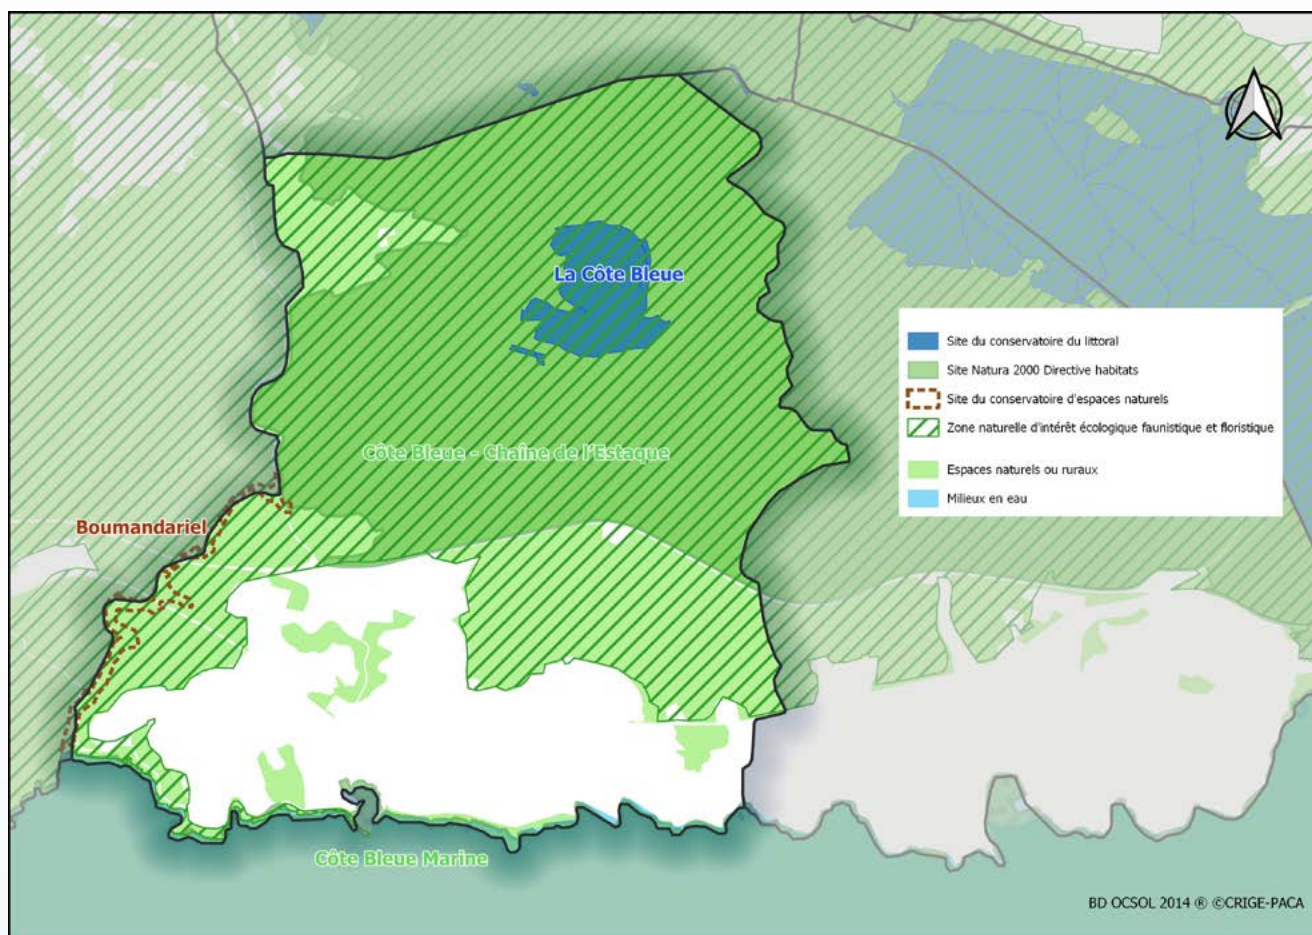 La Côte Bleue
Site du conservatoire du littoral
Site Natura 2000 Directive habitats
Site du conservatoire d'espaces naturels
Zone naturelle d'intérêt écologique faunistique et floristique
Espaces naturels ou ruraux
Milieux en eau
Côte Bleue - Chaîne de l'Estaque
Boumandariel
Côte Bleue Marine
BD OCSOL 2014 ® ©CRIGE-PACA